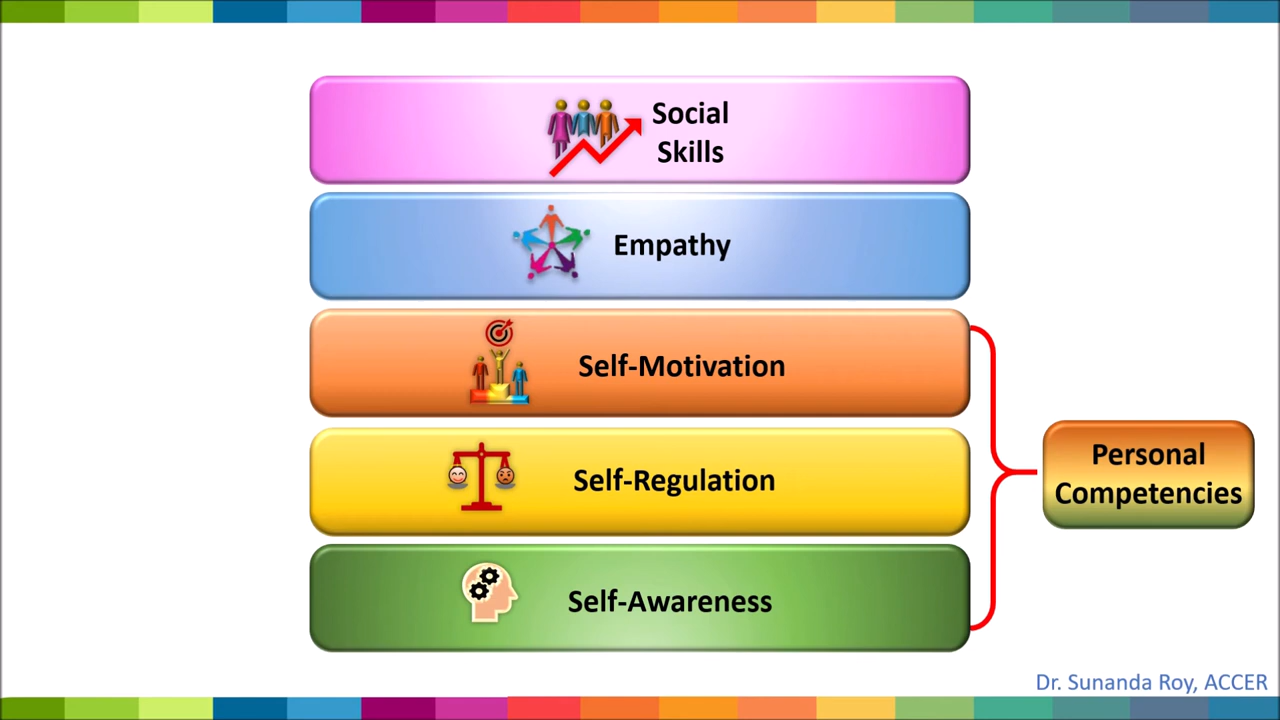 Social
Skills
Empathy
Self-Motivation
Self-Regulation
Self-Awareness
Personal
Competencies
Dr. Sunanda Roy, ACCER